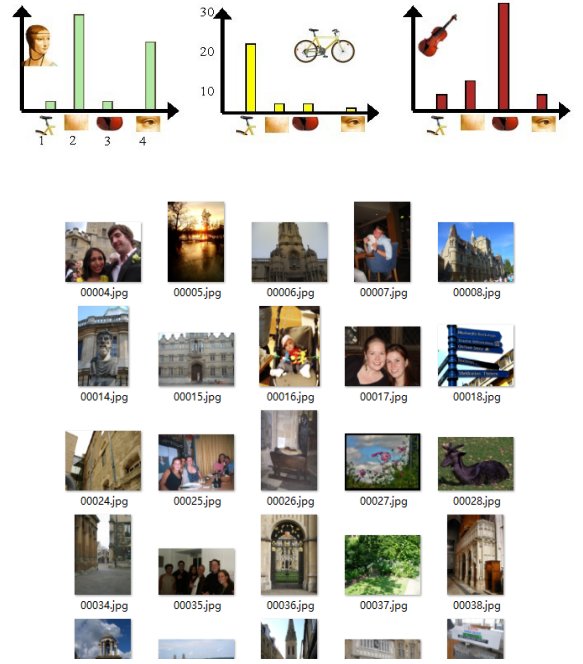 30
20
10
1 2 3 4
00004.jpg 00005.jpg 00006.jpg 00007.jpg 00008.jpg
00014.jpg 00015.jpg 00016.jpg 00017.jpg 00018.jpg
00024.jpg 00025.jpg 00026.jpg 00027.jpg 00028.jpg
00034.jpg 00035.jpg 00036.jpg 00037.jpg 00038.jpg